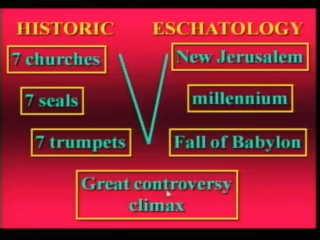 HISTORIC ESCHATOLOGY
7 churches New Jerusalem
7 seals millennium
7 trumpets Fall of Babylon
Great controversy
climax